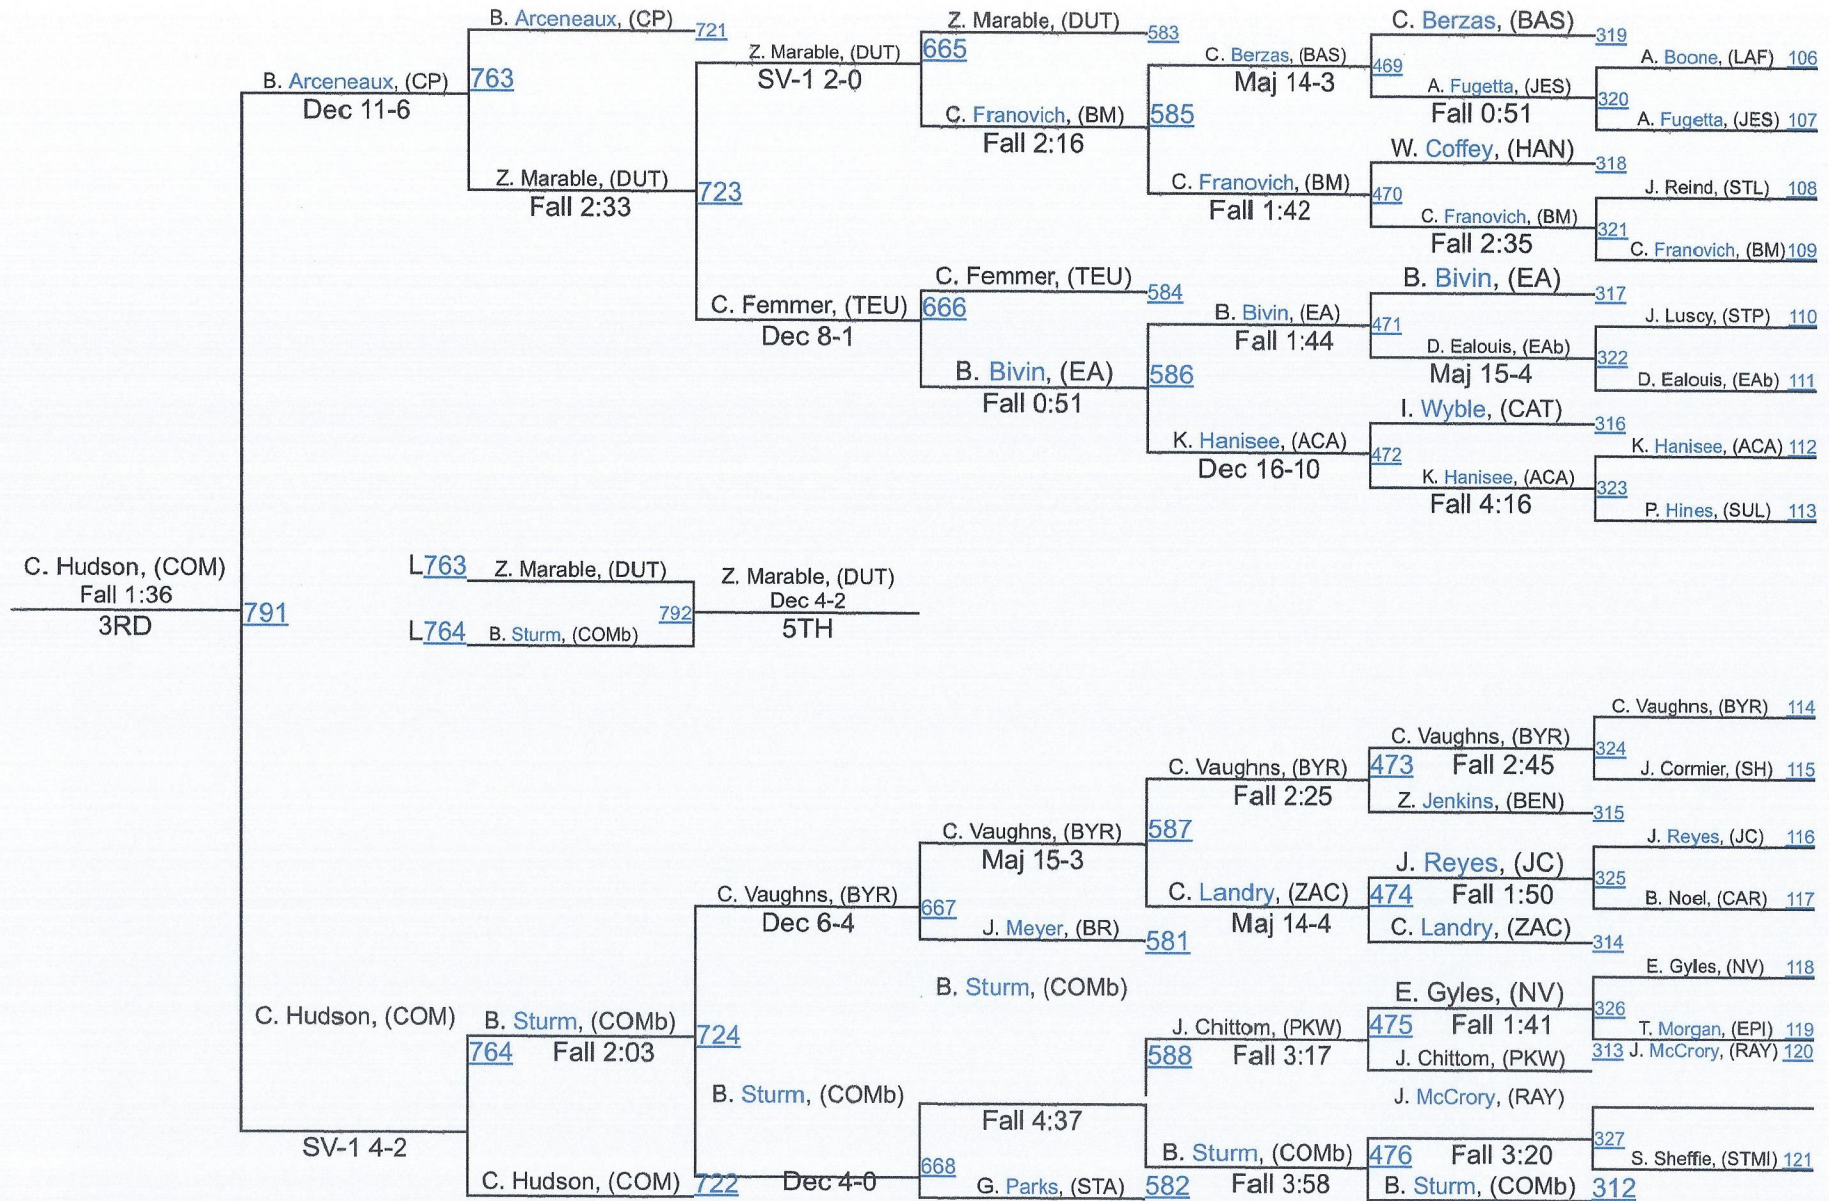 B. Arceneaux, (CP)
721
Z. Marable, (DUT)
583
C. Berzas, (BAS)
319
A. Boone, (LAF) 106
B. Arceneaux, (CP)
763
Dec 11-6
Z. Marable, (DUT)
665
SV-1 2-0
C. Berzas, (BAS)
469
Maj 14-3
A. Fugetta, (JES)
320
Fall 0:51
A. Fugetta, (JES) 107
C. Franovich, (BM)
585
Fall 2:16
W. Coffey, (HAN)
318
J. Reind, (STL) 108
Z. Marable, (DUT)
723
Fall 2:33
C. Franovich, (BM)
470
Fall 1:42
C. Franovich, (BM)
321
Fall 2:35
C. Franovich, (BM) 109
C. Femmer, (TEU)
584
B. Bivin, (EA)
317
J. Luscy, (STP) 110
C. Femmer, (TEU)
666
Dec 8-1
B. Bivin, (EA)
471
Fall 1:44
D. Ealouis, (EAb)
322
Maj 15-4
D. Ealouis, (EAb) 111
B. Bivin, (EA)
586
Fall 0:51
I. Wyble, (CAT)
316
K. Hanisee, (ACA) 112
K. Hanisee, (ACA)
472
Dec 16-10
K. Hanisee, (ACA)
323
Fall 4:16
P. Hines, (SUL) 113
C. Hudson, (COM)
Fall 1:36
3RD
791
L763 Z. Marable, (DUT)
792
L764 B. Sturm, (COMb)
Z. Marable, (DUT)
Dec 4-2
5TH
C. Vaughns, (BYR) 114
C. Vaughns, (BYR)
324
473 Fall 2:45
J. Cormier, (SH) 115
C. Vaughns, (BYR)
Fall 2:25
Z. Jenkins, (BEN)
315
C. Vaughns, (BYR)
587
Maj 15-3
J. Reyes, (JC) 116
J. Reyes, (JC)
325
474 Fall 1:50
B. Noel, (CAR) 117
C. Landry, (ZAC)
Maj 14-4
C. Landry, (ZAC)
314
C. Vaughns, (BYR)
667
Dec 6-4
J. Meyer, (BR)
581
E. Gyles, (NV) 118
B. Sturm, (COMb)
E. Gyles, (NV)
326
475 Fall 1:41
T. Morgan, (EPI) 119
J. Chittom, (PKW)
588 Fall 3:17
J. Chittom, (PKW)
313 J. McCrory, (RAY) 120
C. Hudson, (COM)
B. Sturm, (COMb)
724
764 Fall 2:03
B. Sturm, (COMb)
J. McCrory, (RAY)
Fall 4:37
SV-1 4-2
B. Sturm, (COMb)
476 Fall 3:20
327
S. Sheffie, (STMI) 121
668
C. Hudson, (COM) 722 Dec 4-0
G. Parks, (STA) 582 Fall 3:58
B. Sturm, (COMb) 312